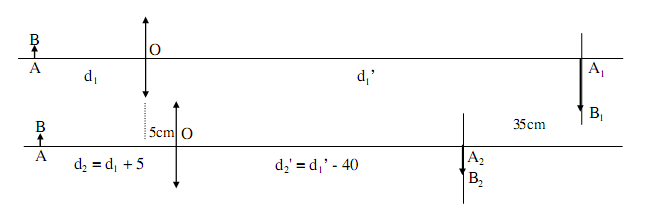 B
O
A d₁ d₁’ A₁
B₁
B 5cm O 35cm
A d₂ = d₁ + 5 d₂' = d₁’ - 40 A₂
B₂